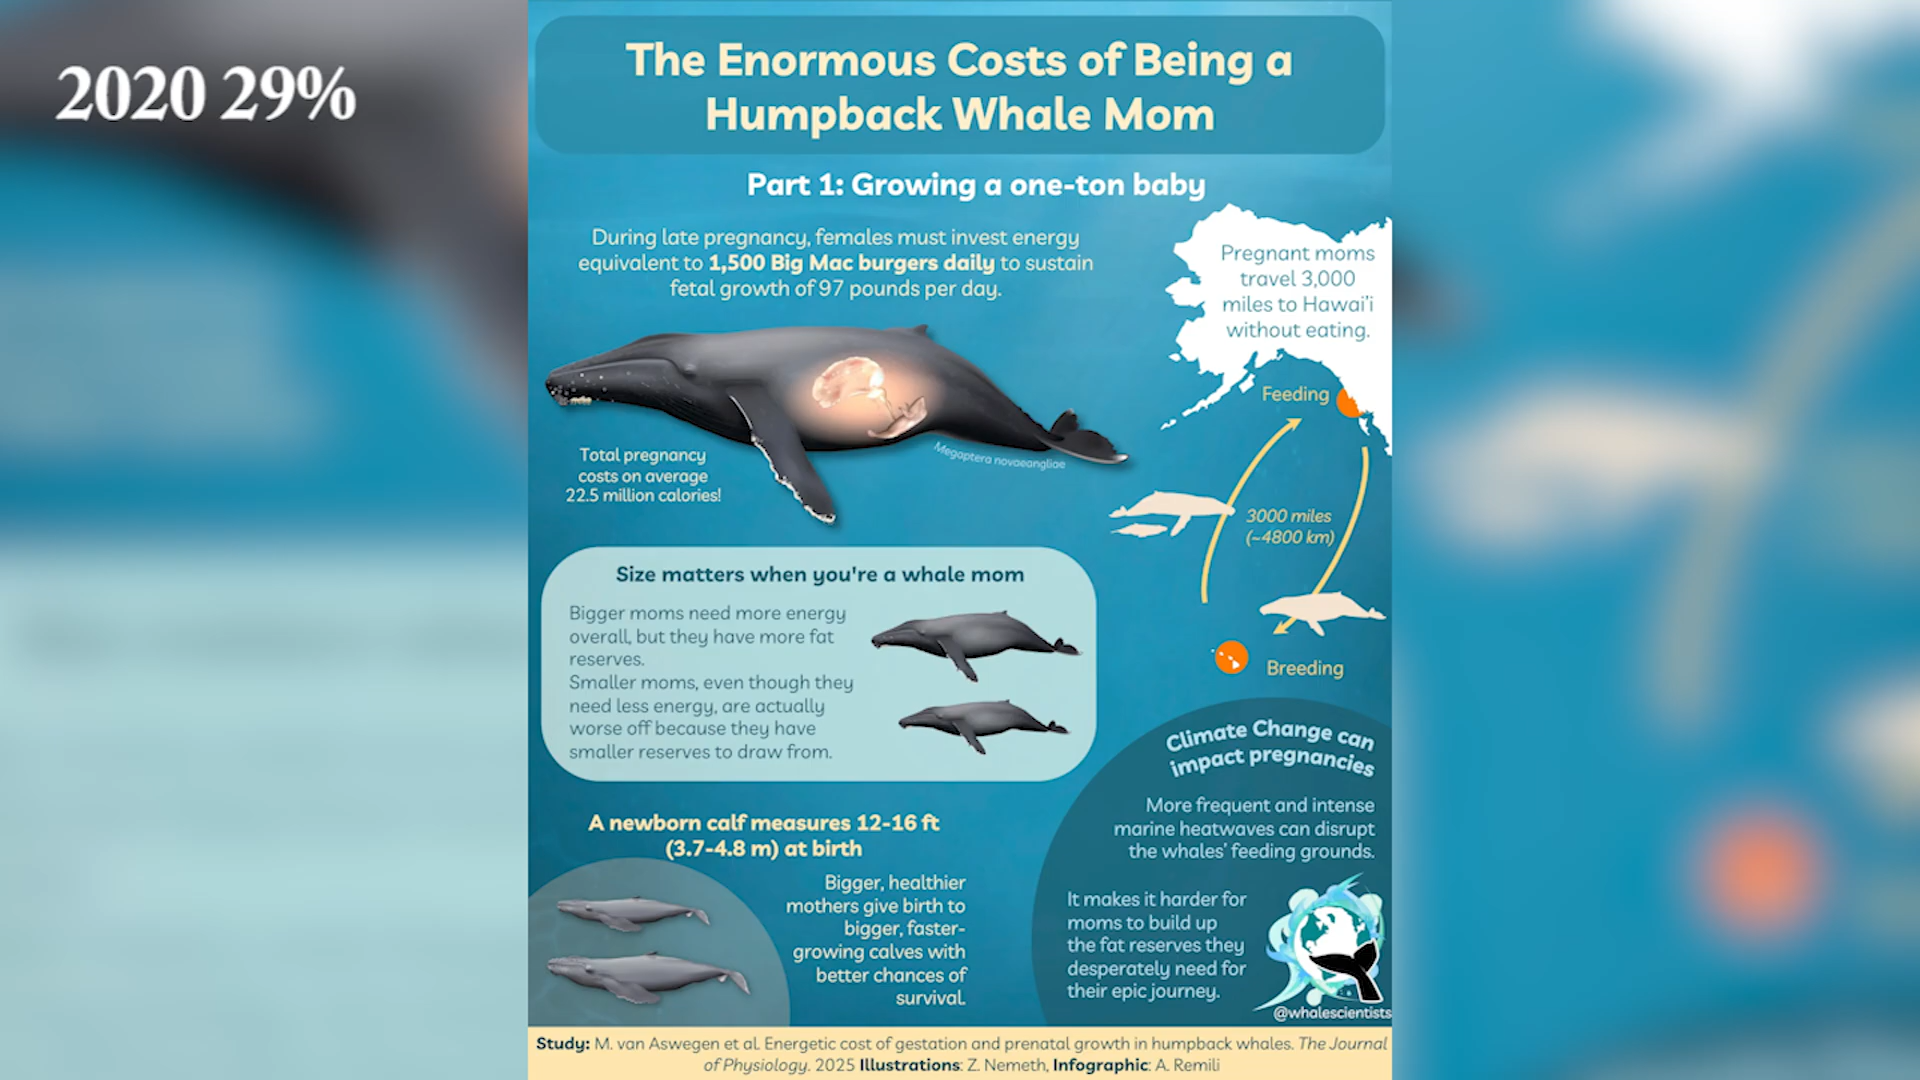 2020 29%
The Enormous Costs of Being a
Humpback Whale Mom
Part 1: Growing a one-ton baby
During late pregnancy, females must invest energy
equivalent to 1,500 Big Mac burgers daily to sustain
fetal growth of 97 pounds per day.
Pregnant moms
travel 3,000
miles to Hawai'i
without eating.
Feeding
Total pregnancy
costs on average
22.5 million calories!
Megaptera novaeangliae
3000 miles
(~4800 km)
Breeding
Size matters when you're a whale mom
Bigger moms need more energy
overall, but they have more fat
reserves.
Smaller moms, even though they
need less energy, are actually
worse off because they have
smaller reserves to draw from.
Climate Change can
impact pregnancies
More frequent and intense
marine heatwaves can disrupt
the whales' feeding grounds.
It makes it harder for
moms to build up
the fat reserves they
desperately need for
their epic journey.
@whalescientists
A newborn calf measures 12-16 ft
(3.7-4.8 m) at birth
Bigger, healthier
mothers give birth to
bigger, faster-
growing calves with
better chances of
survival.
Study: M. van Aswegen et al. Energetic cost of gestation and prenatal growth in humpback whales. The Journal
of Physiology. 2025 Illustrations: Z. Nemeth, Infographic: A. Remili